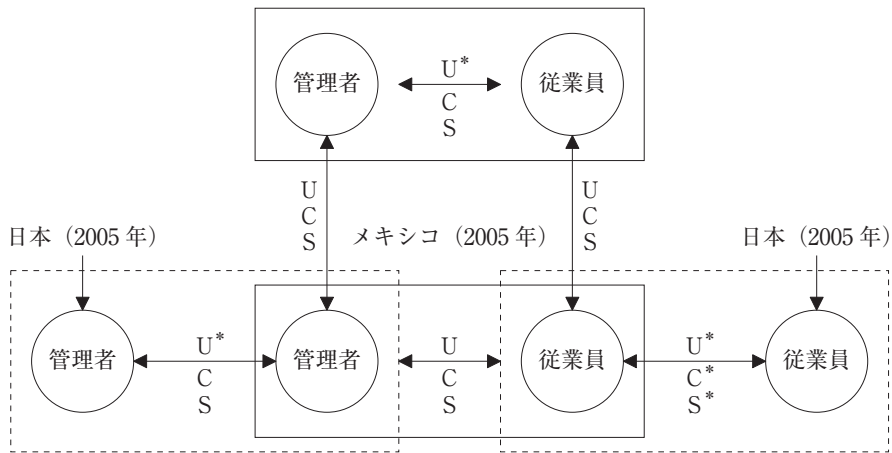 管理者
U*
C
S
従業員
U
C
S
U
C
S
日本（2005 年）
メキシコ（2005 年）
日本（2005 年）
管理者
U*
C
S
管理者
U
C
S
従業員
U*
C*
S*
従業員